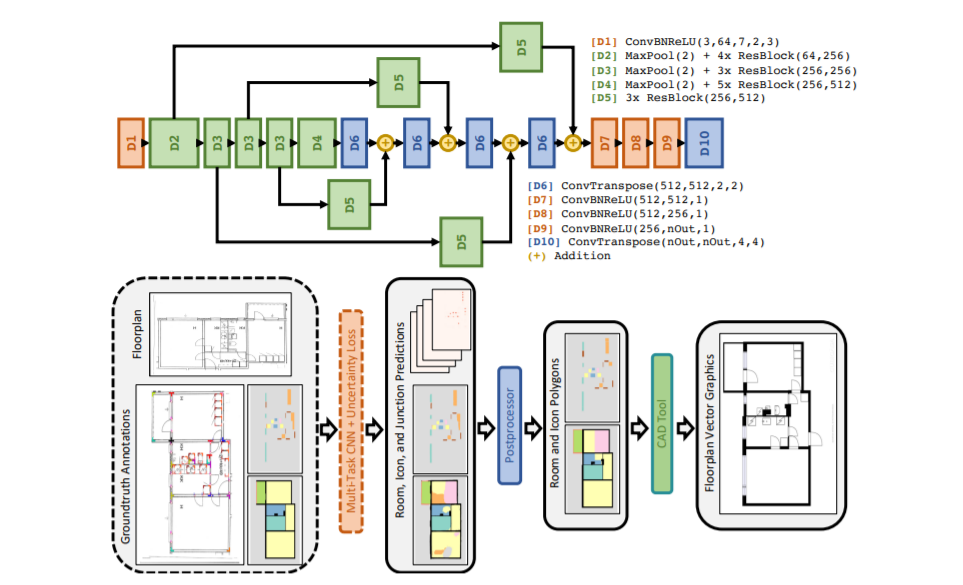 D5
[D1] ConvBNReLU(3,64,7,2,3)
[D2] MaxPool(2) + 4x ResBlock(64,256)
[D3] MaxPool(2) + 3x ResBlock(256,256)
[D4] MaxPool(2) + 5x ResBlock(256,512)
[D5] 3x ResBlock(256,512)
D5
D1 D2 D3 D3 D3 D4 D6 + D6 + D6 + D6 + D7 D8 D9 D10
D5
D5
[D6] ConvTranspose(512,512,2,2)
[D7] ConvBNReLU(512,512,1)
[D8] ConvBNReLU(512,256,1)
[D9] ConvBNReLU(256,nOut,1)
[D10] ConvTranspose(nOut,nOut,4,4)
(+) Addition
Floorplan
Groundtruth Annotations
Multi-Task CNN + Uncertainty Loss
Room, Icon, and Junction Predictions
Postprocessor
Room and Icon Polygons
CAD Tool
Floorplan Vector Graphics